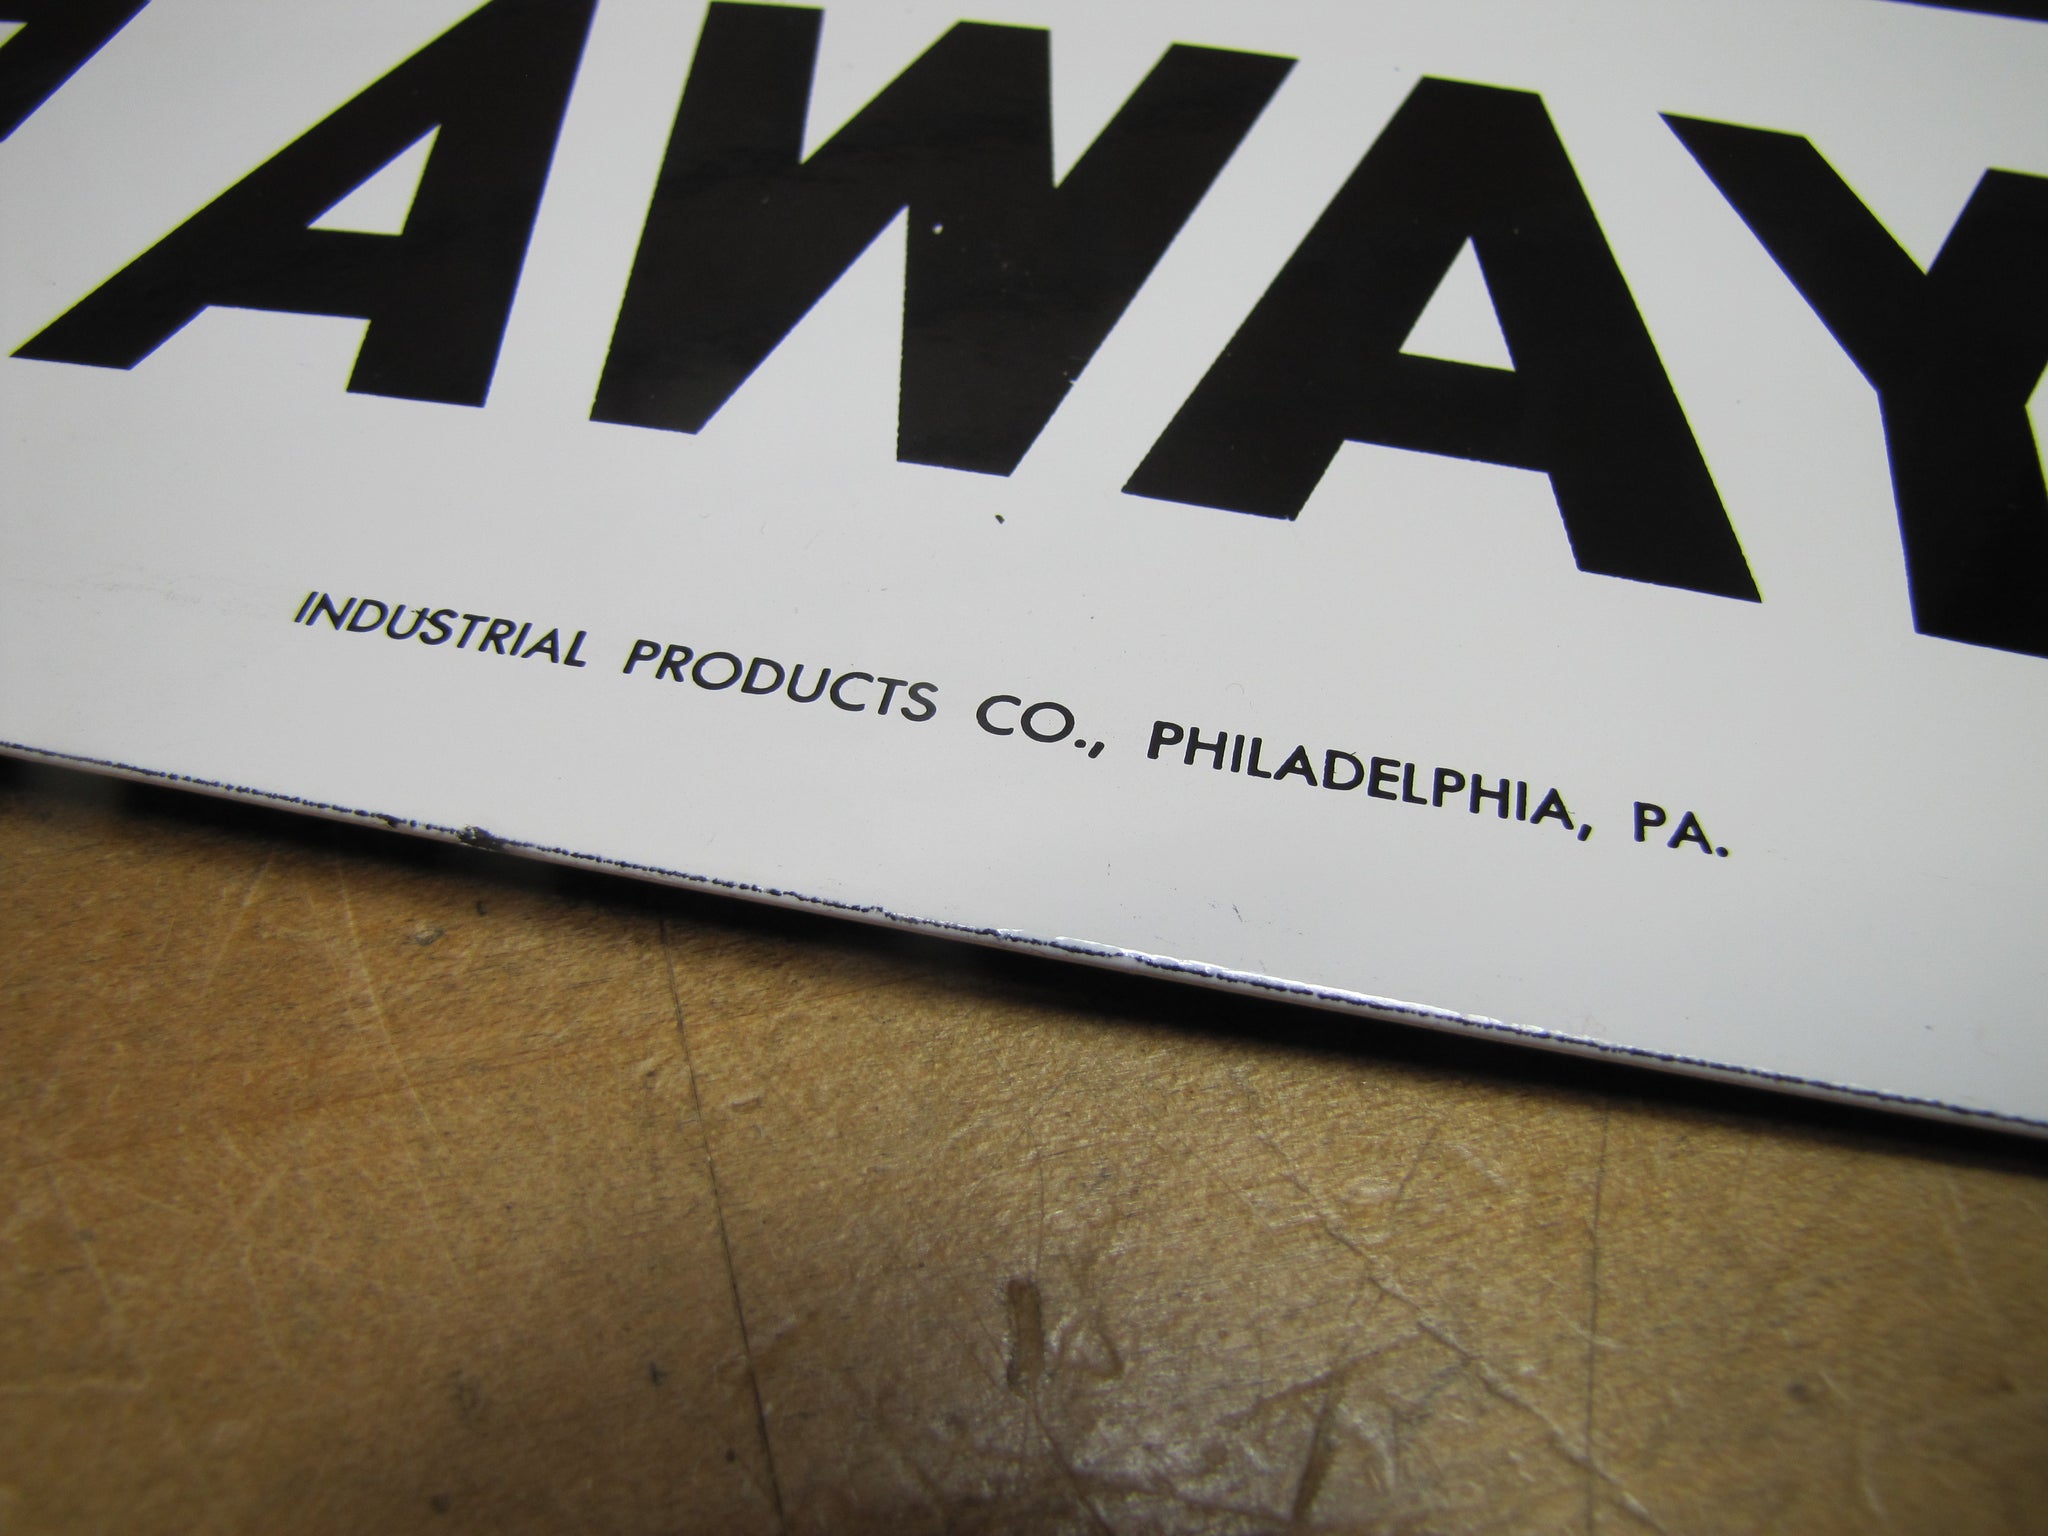 AWAY
INDUSTRIAL PRODUCTS CO., PHILADELPHIA, PA.